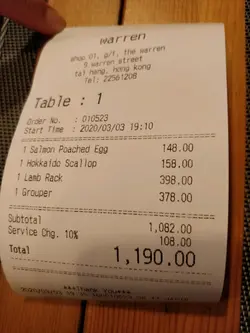 warren
Shop G1, g/f, the warren
9 warren street
tai hang, hong kong
Tel: 22561208
Table : 1
Order No. : 010523
Start Time : 2020/03/03 19:10
1 Salmon Poached Egg 148.00
1 Hokkaido Scallop 158.00
1 Lamb Rack 398.00
1 Grouper 378.00
Subtotal 1,082.00
Service Chg. 10% 108.00
Total 1,190.00